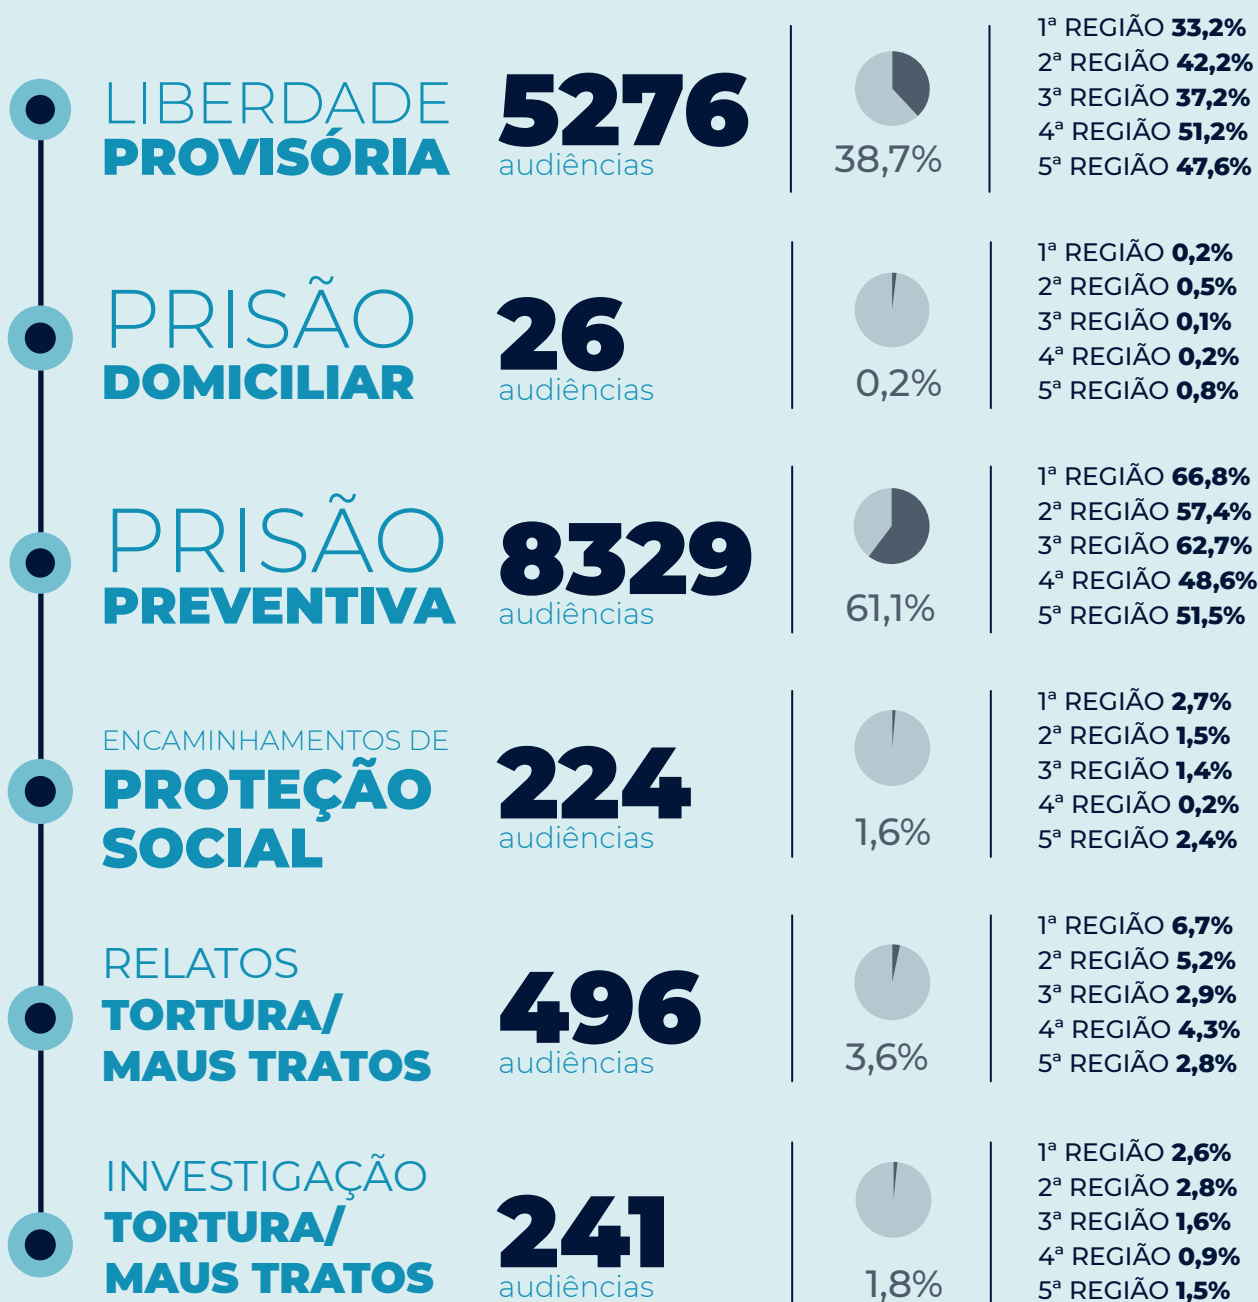 LIBERDADE
PROVISÓRIA
5276
audiências
38,7%
1ª REGIÃO 33,2%
2ª REGIÃO 42,2%
3ª REGIÃO 37,2%
4ª REGIÃO 51,2%
5ª REGIÃO 47,6%
PRISÃO
DOMICILIAR
26
audiências
0,2%
1ª REGIÃO 0,2%
2ª REGIÃO 0,5%
3ª REGIÃO 0,1%
4ª REGIÃO 0,2%
5ª REGIÃO 0,8%
PRISÃO
PREVENTIVA
8329
audiências
61,1%
1ª REGIÃO 66,8%
2ª REGIÃO 57,4%
3ª REGIÃO 62,7%
4ª REGIÃO 48,6%
5ª REGIÃO 51,5%
ENCAMINHAMENTOS DE
PROTEÇÃO
SOCIAL
224
audiências
1,6%
1ª REGIÃO 2,7%
2ª REGIÃO 1,5%
3ª REGIÃO 1,4%
4ª REGIÃO 0,2%
5ª REGIÃO 2,4%
RELATOS
TORTURA/
MAUS TRATOS
496
audiências
3,6%
1ª REGIÃO 6,7%
2ª REGIÃO 5,2%
3ª REGIÃO 2,9%
4ª REGIÃO 4,3%
5ª REGIÃO 2,8%
INVESTIGAÇÃO
TORTURA/
MAUS TRATOS
241
audiências
1,8%
1ª REGIÃO 2,6%
2ª REGIÃO 2,8%
3ª REGIÃO 1,6%
4ª REGIÃO 0,9%
5ª REGIÃO 1,5%